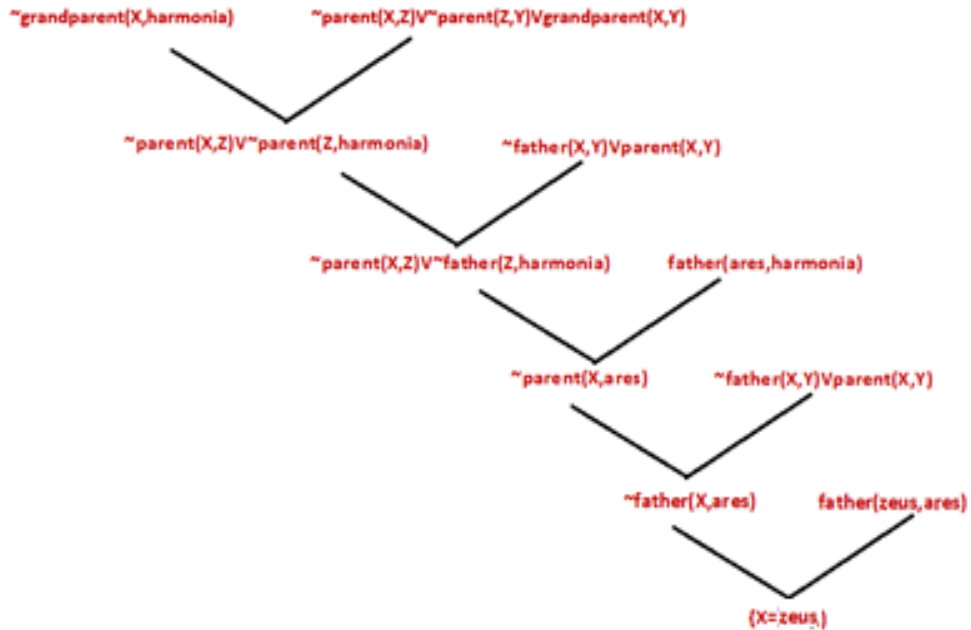 ~grandparent(X,harmonia) ~parent(X,Z)V~parent(Z,Y)Vgrandparent(X,Y)
~parent(X,Z)V~parent(Z,harmonia) ~father(X,Y)Vparent(X,Y)
~parent(X,Z)V~father(Z,harmonia) father(ares,harmonia)
~parent(X,ares) ~father(X,Y)Vparent(X,Y)
~father(X,ares) father(zeus,ares)
{X=zeus,}